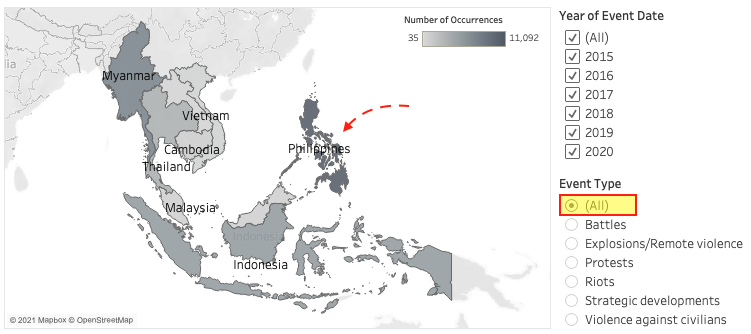 Number of Occurrences
35 11,092
Myanmar
Vietnam
Cambodia
Thailand
Philippines
Malaysia
Indonesia
Indonesia
© 2021 Mapbox © OpenStreetMap
Year of Event Date
(All)
2015
2016
2017
2018
2019
2020
Event Type
(All)
Battles
Explosions/Remote violence
Protests
Riots
Strategic developments
Violence against civilians